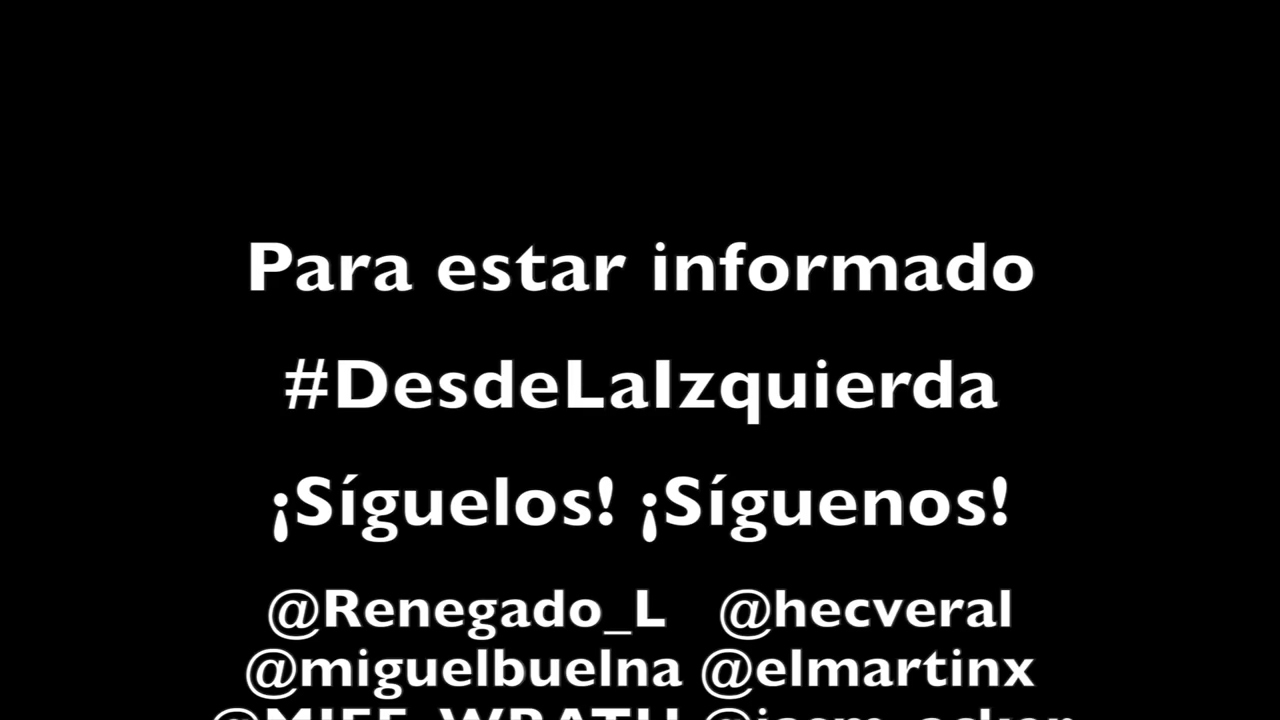 Para estar informado
#DesdeLaIzquierda
¡Síguelos! ¡Síguenos!
@Renegado_L @hecveral
@miguelbuelna @elmartinx